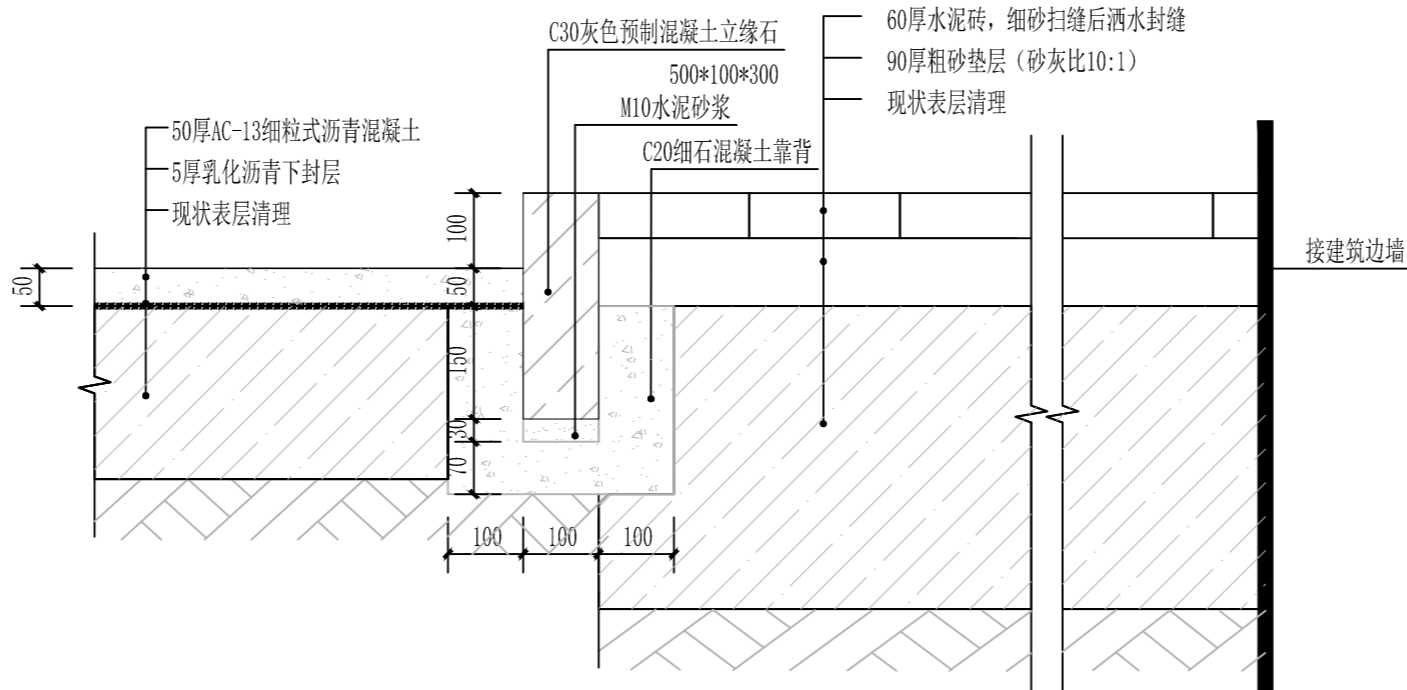 C30灰色预制混凝土立缘石
500*100*300
M10水泥砂浆
C20细石混凝土靠背
60厚水泥砖，细砂扫缝后洒水封缝
90厚粗砂垫层（砂灰比10:1）
现状表层清理
50厚AC-13细粒式沥青混凝土
5厚乳化沥青下封层
现状表层清理
接建筑边墙
50
100
50
150
30
70
100
100
100